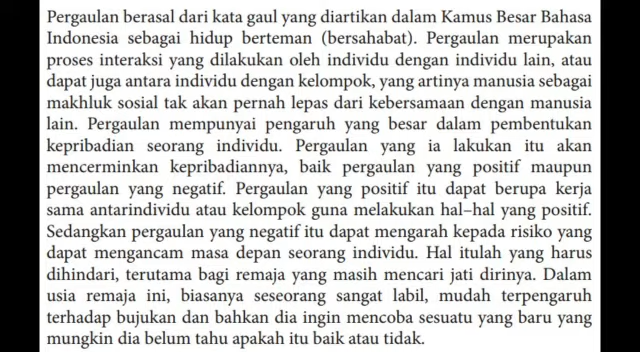 Pergaulan berasal dari kata gaul yang diartikan dalam Kamus Besar Bahasa
Indonesia sebagai hidup berteman (bersahabat). Pergaulan merupakan
proses interaksi yang dilakukan oleh individu dengan individu lain, atau
dapat juga antara individu dengan kelompok, yang artinya manusia sebagai
makhluk sosial tak akan pernah lepas dari kebersamaan dengan manusia
lain. Pergaulan mempunyai pengaruh yang besar dalam pembentukan
kepribadian seorang individu. Pergaulan yang ia lakukan itu akan
mencerminkan kepribadiannya, baik pergaulan yang positif maupun
pergaulan yang negatif. Pergaulan yang positif itu dapat berupa kerja
sama antarindividu atau kelompok guna melakukan hal–hal yang positif.
Sedangkan pergaulan yang negatif itu dapat mengarah kepada risiko yang
dapat mengancam masa depan seorang individu. Hal itulah yang harus
dihindari, terutama bagi remaja yang masih mencari jati dirinya. Dalam
usia remaja ini, biasanya seseorang sangat labil, mudah terpengaruh
terhadap bujukan dan bahkan dia ingin mencoba sesuatu yang baru yang
mungkin dia belum tahu apakah itu baik atau tidak.